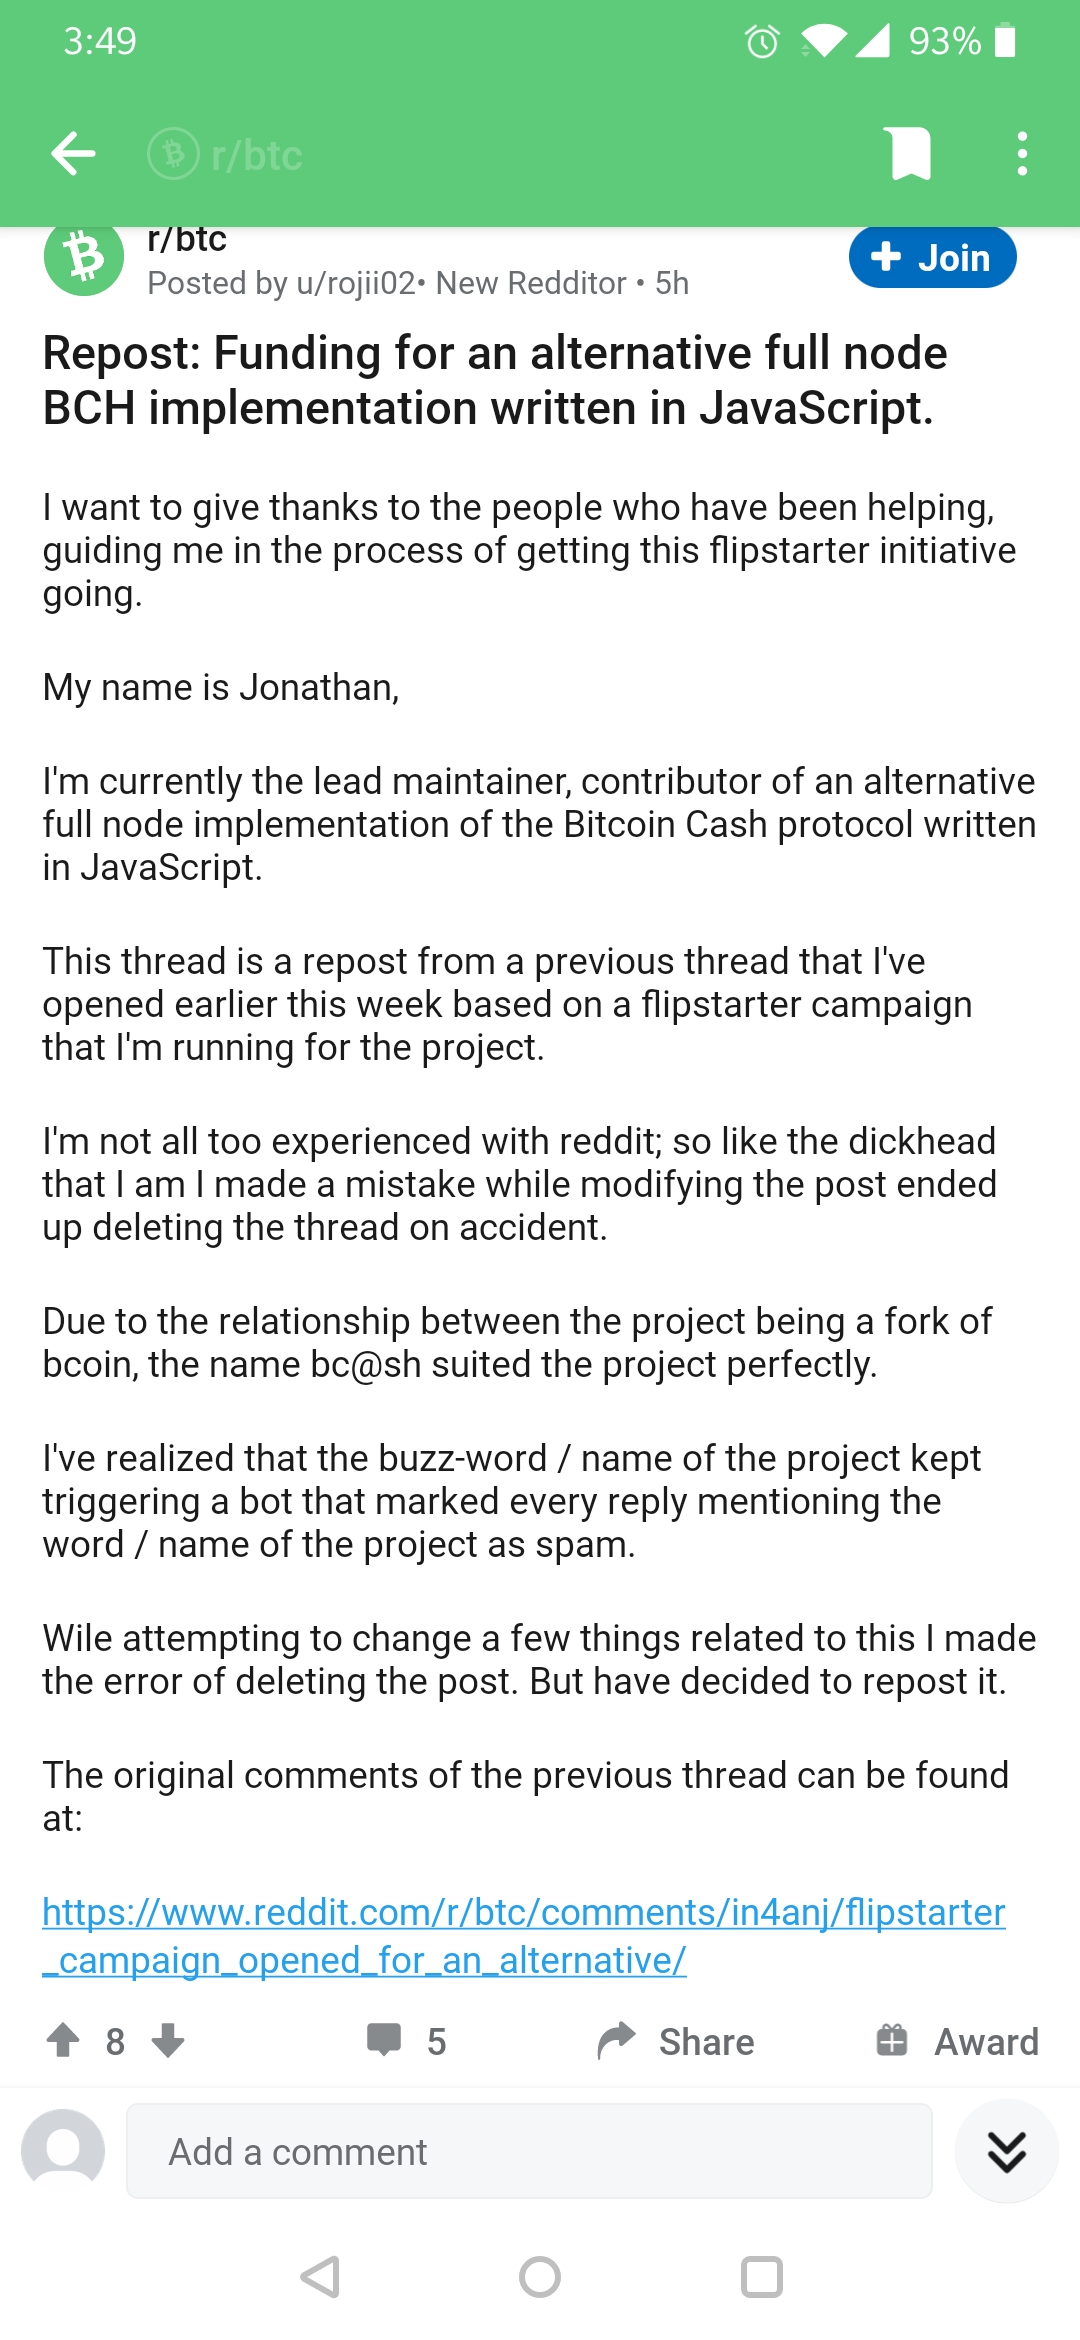 3:49
93%
r/btc
r/btc
Posted by u/rojii02• New Redditor • 5h
Join
Repost: Funding for an alternative full node
BCH implementation written in JavaScript.
I want to give thanks to the people who have been helping,
guiding me in the process of getting this flipstarter initiative
going.
My name is Jonathan,
I'm currently the lead maintainer, contributor of an alternative
full node implementation of the Bitcoin Cash protocol written
in JavaScript.
This thread is a repost from a previous thread that I've
opened earlier this week based on a flipstarter campaign
that I'm running for the project.
I'm not all too experienced with reddit; so like the dickhead
that I am I made a mistake while modifying the post ended
up deleting the thread on accident.
Due to the relationship between the project being a fork of
bcoin, the name bc@sh suited the project perfectly.
I've realized that the buzz-word / name of the project kept
triggering a bot that marked every reply mentioning the
word / name of the project as spam.
Wile attempting to change a few things related to this I made
the error of deleting the post. But have decided to repost it.
The original comments of the previous thread can be found
at:
https://www.reddit.com/r/btc/comments/in4anj/flipstarter
_campaign_opened_for_an_alternative/
8
5
Share
Award
Add a comment